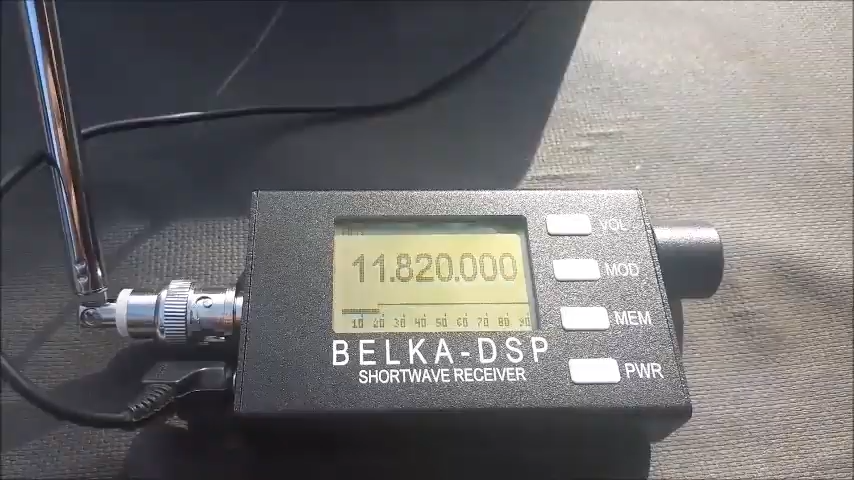 VOL
11.820.000
MOD
10 20 30 40 50 60 70 80 90
MEM
BELKA-DSP
SHORTWAVE RECEIVER
PWR